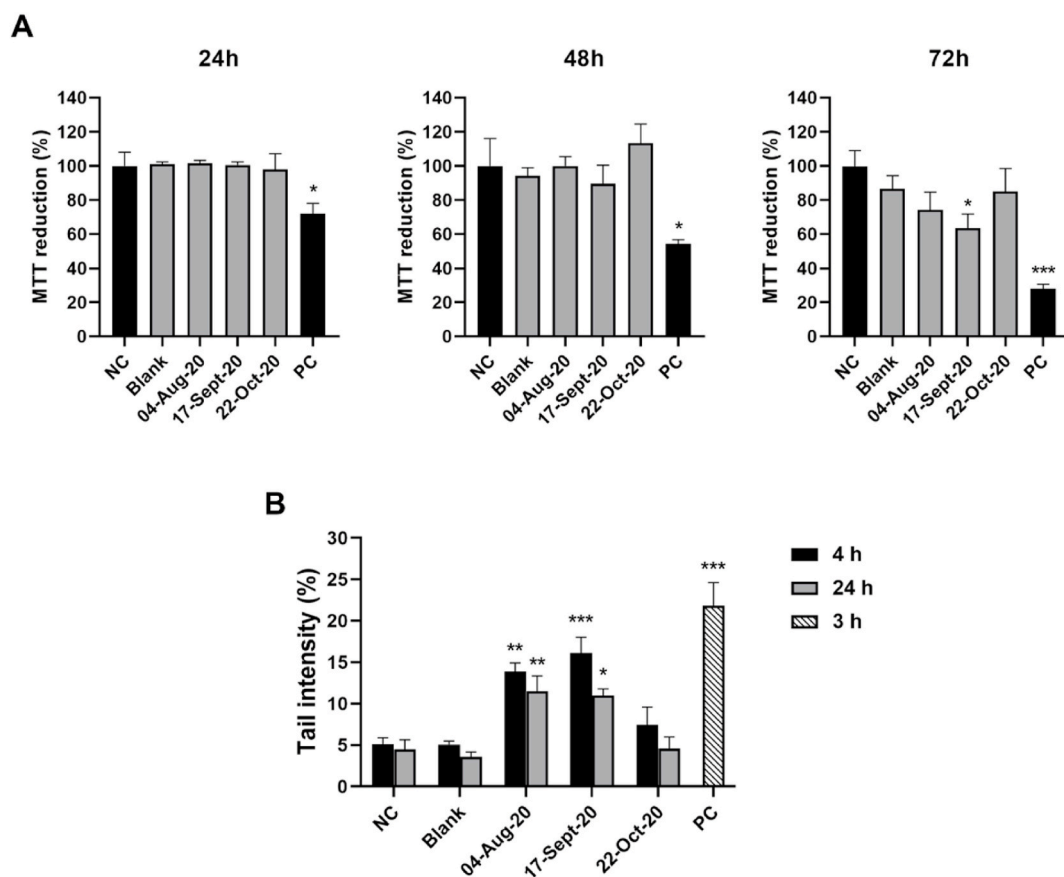 A
24h
MTT reduction (%)
140
120
100
80
60
40
20
0
*
NC
Blank
04-Aug-20
17-Sept-20
22-Oct-20
PC
48h
MTT reduction (%)
140
120
100
80
60
40
20
0
*
NC
Blank
04-Aug-20
17-Sept-20
22-Oct-20
PC
72h
MTT reduction (%)
140
120
100
80
60
40
20
0
*
***
NC
Blank
04-Aug-20
17-Sept-20
22-Oct-20
PC
B
Tail intensity (%)
30
25
20
15
10
5
0
**
**
***
*
***
NC
Blank
04-Aug-20
17-Sept-20
22-Oct-20
PC
4 h
24 h
3 h